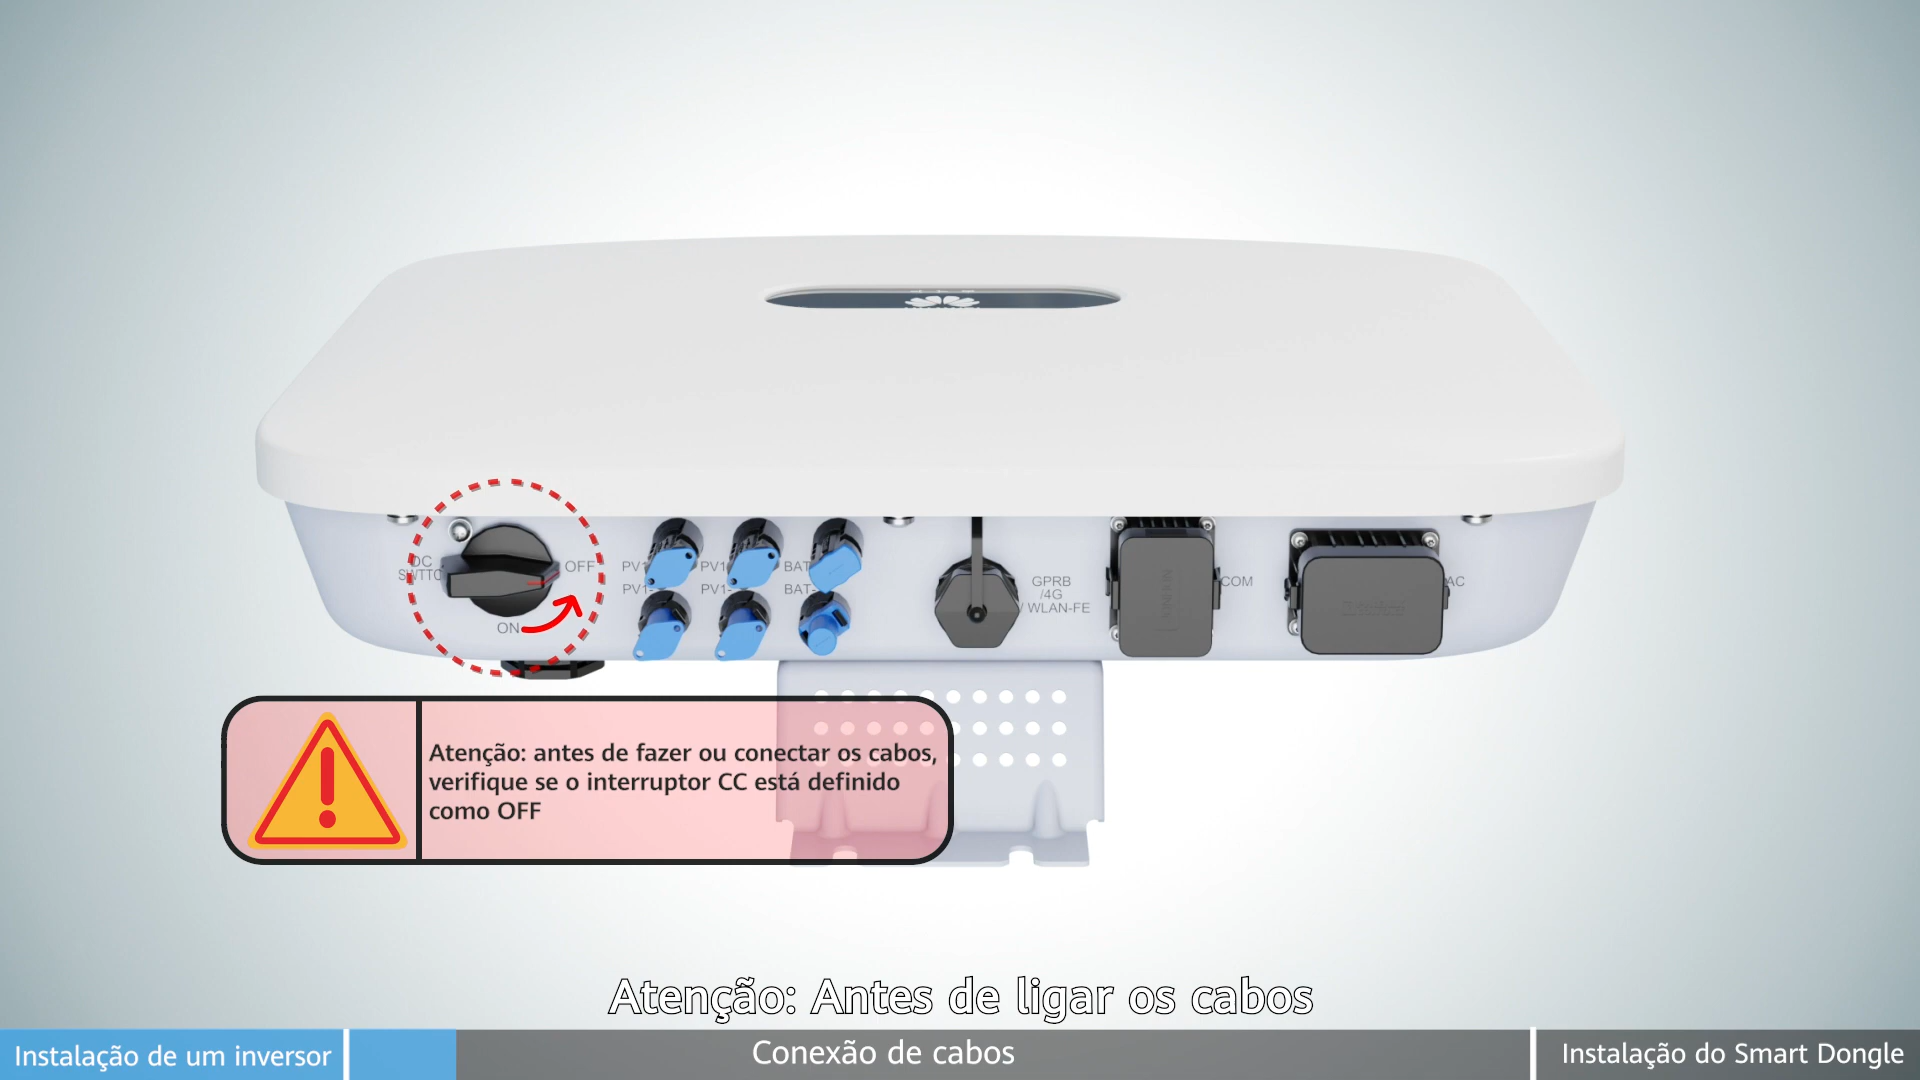 DC
SWTTC
OFF
ON
PV1
PV1
BAT
PV1-
PV1-
BAT-
GPRB
/4G
/ WLAN-FE
COM
AC
Atenção: antes de fazer ou conectar os cabos,
verifique se o interruptor CC está definido
como OFF
Atenção: Antes de ligar os cabos
Instalação de um inversor
Conexão de cabos
Instalação do Smart Dongle